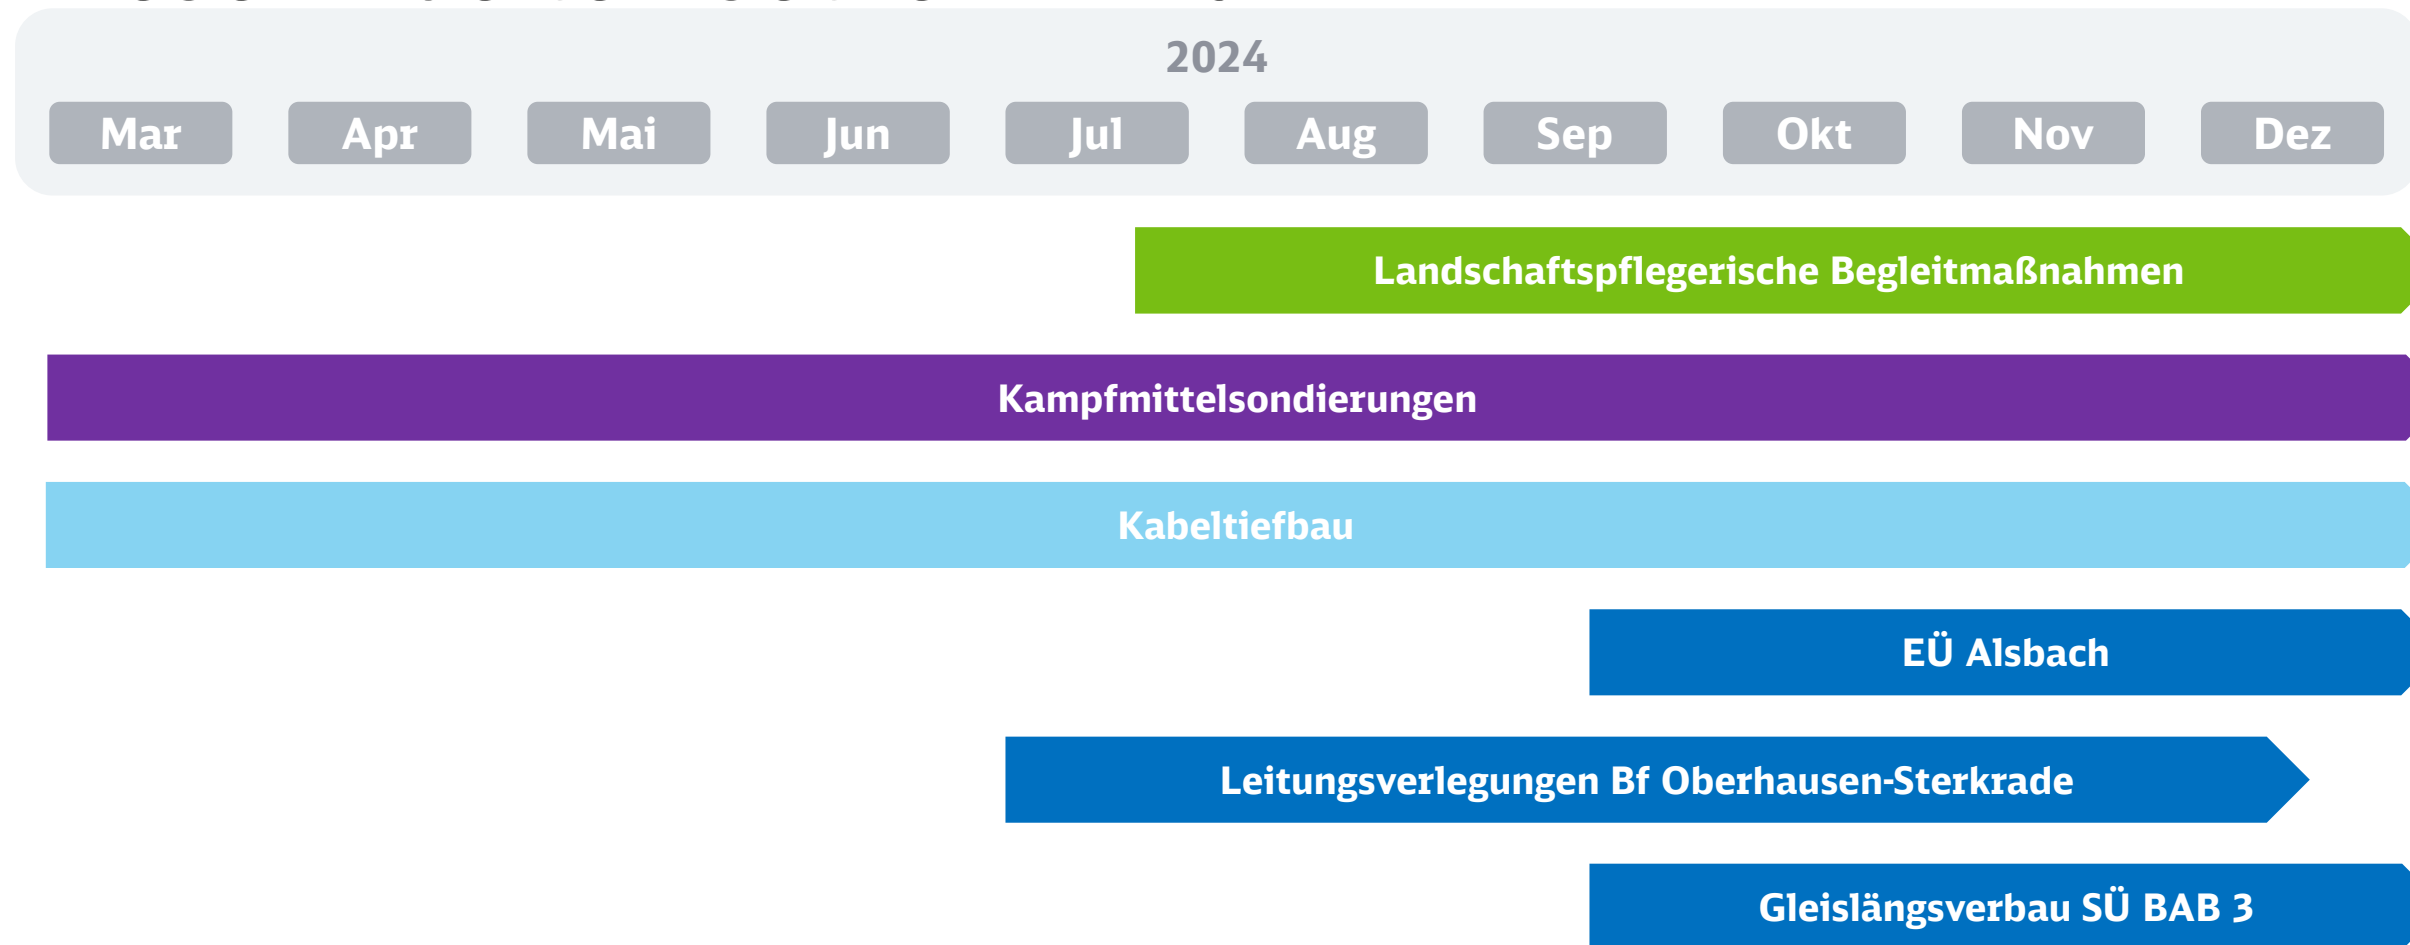 2024
Mar Apr Mai Jun Jul Aug Sep Okt Nov Dez
Landschaftspflegerische Begleitmaßnahmen
Kampfmittelsondierungen
Kabeltiefbau
EÜ Alsbach
Leitungsverlegungen Bf Oberhausen-Sterkrade
Gleislängsverbau SÜ BAB 3